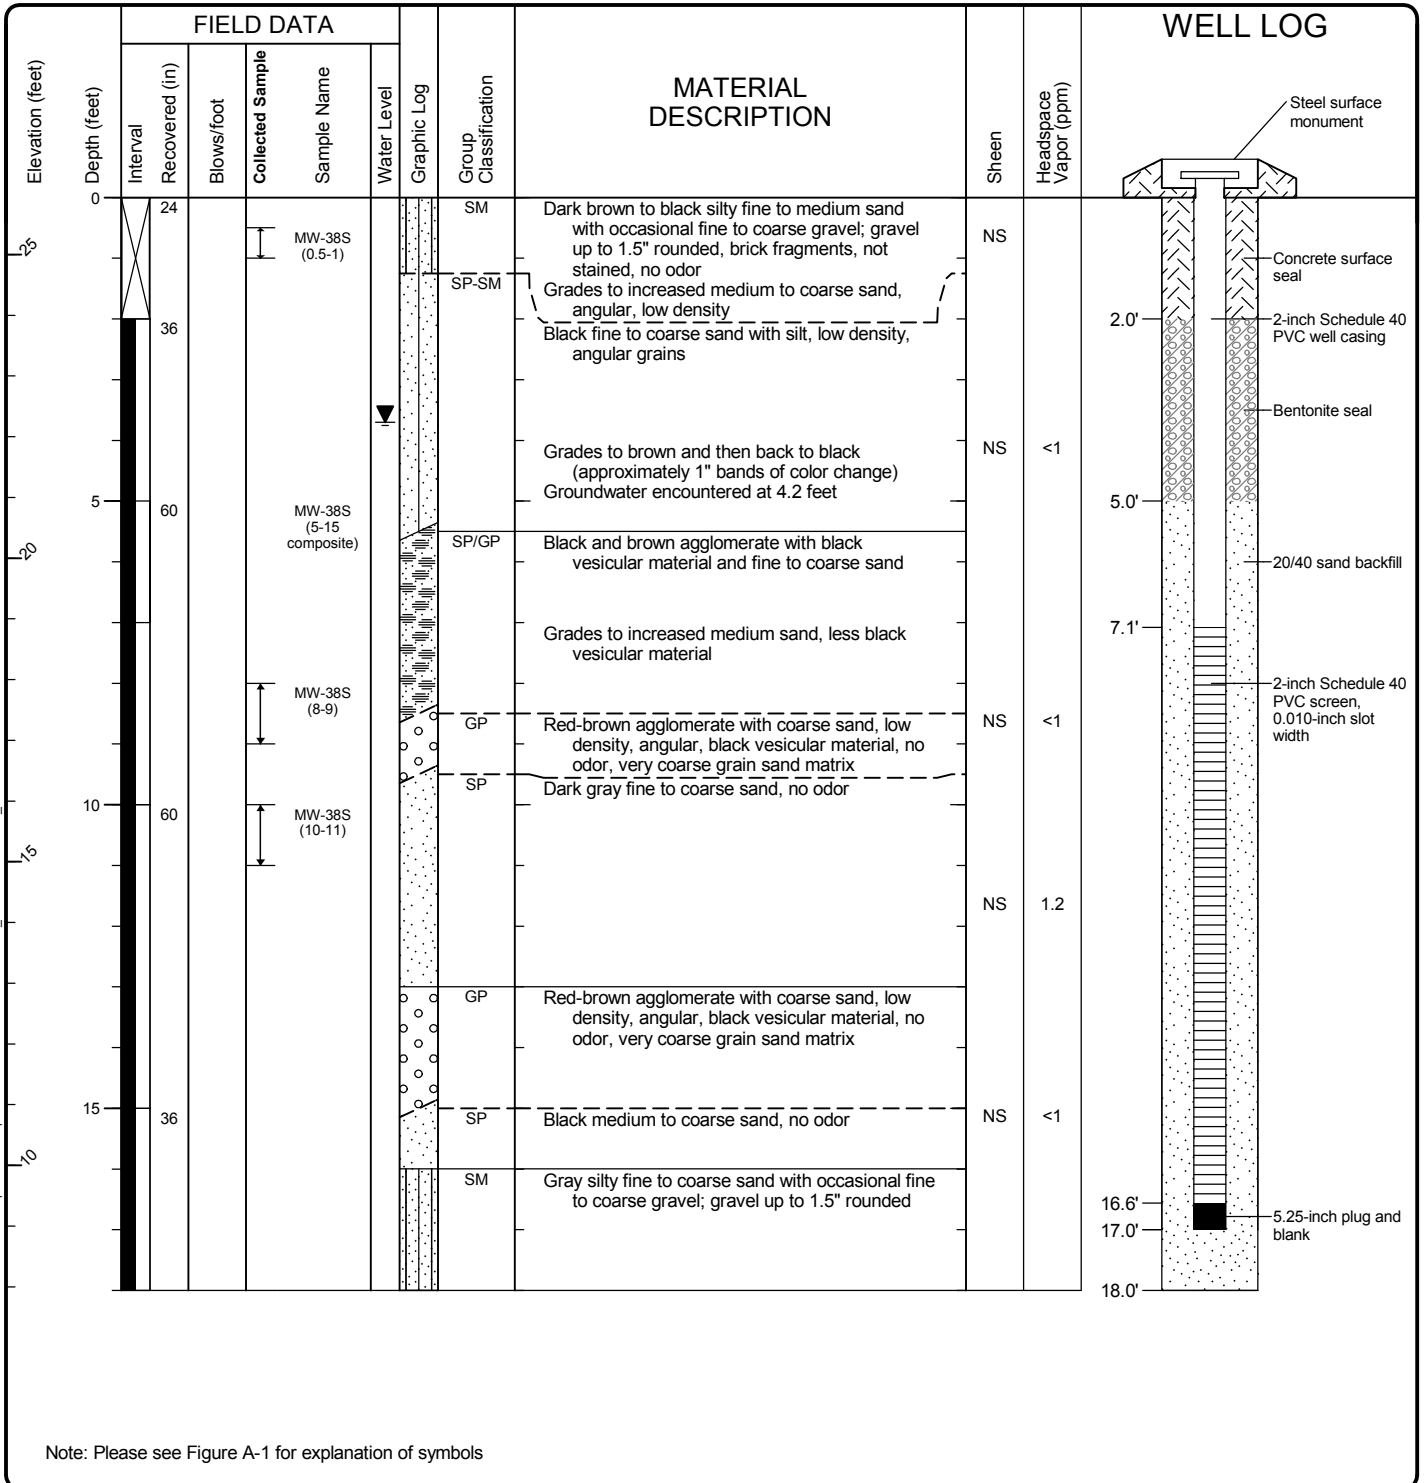 FIELD DATA
WELL LOG
Elevation (feet)
Depth (feet)
Interval
Recovered (in)
Blows/foot
Collected Sample
Sample Name
Water Level
Graphic Log
Group
Classification
MATERIAL
DESCRIPTION
Sheen
Headspace
Vapor (ppm)
Steel surface
monument
0
24
SM
Dark brown to black silty fine to medium sand
with occasional fine to coarse gravel; gravel
up to 1.5" rounded, brick fragments, not
stained, no odor
MW-38S
(0.5-1)
NS
25
Concrete surface
seal
SP-SM
Grades to increased medium to coarse sand,
angular, low density
36
Black fine to coarse sand with silt, low density,
angular grains
2.0'
2-inch Schedule 40
PVC well casing
Bentonite seal
Grades to brown and then back to black
(approximately 1" bands of color change)
Groundwater encountered at 4.2 feet
NS
<1
5
60
MW-38S
(5-15
composite)
5.0'
20
SP/GP
Black and brown agglomerate with black
vesicular material and fine to coarse sand
20/40 sand backfill
Grades to increased medium sand, less black
vesicular material
7.1'
MW-38S
(8-9)
2-inch Schedule 40
PVC screen,
0.010-inch slot
width
GP
Red-brown agglomerate with coarse sand, low
density, angular, black vesicular material, no
odor, very coarse grain sand matrix
NS
<1
SP
Dark gray fine to coarse sand, no odor
10
60
MW-38S
(10-11)
15
NS
1.2
GP
Red-brown agglomerate with coarse sand, low
density, angular, black vesicular material, no
odor, very coarse grain sand matrix
15
36
SP
Black medium to coarse sand, no odor
NS
<1
10
SM
Gray silty fine to coarse sand with occasional fine
to coarse gravel; gravel up to 1.5" rounded
16.6'
17.0'
5.25-inch plug and
blank
18.0'
Note: Please see Figure A-1 for explanation of symbols